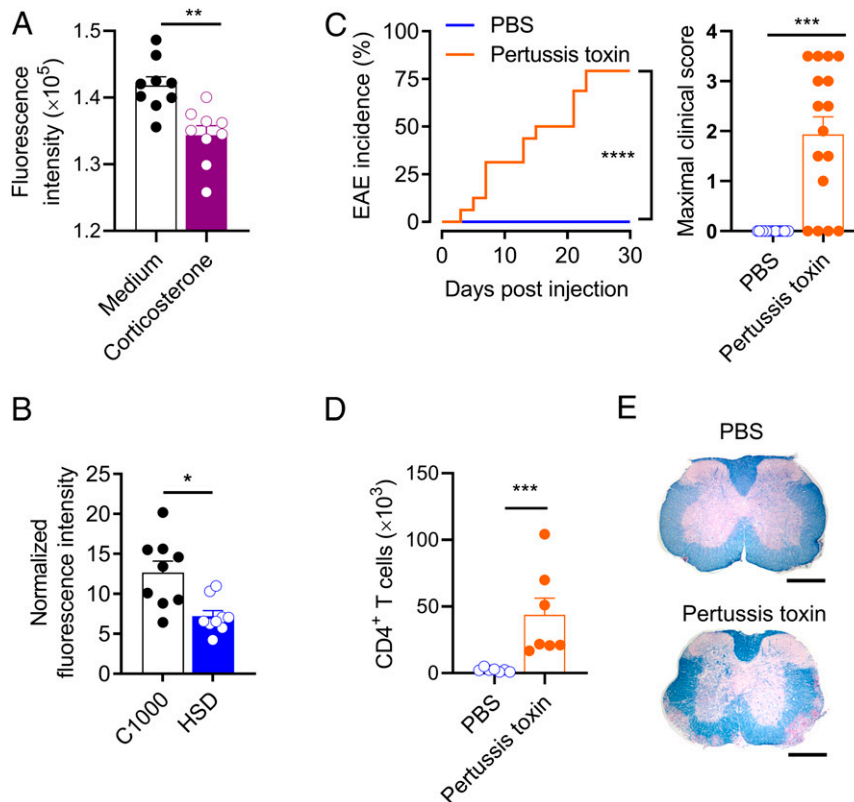 A
**
1.5
1.4
1.3
1.2
Fluorescence
intensity (×10⁵)
Medium
Corticosterone
C
PBS
Pertussis toxin
100
75
50
25
0
EAE incidence (%)
****
0 10 20 30
Days post injection
***
4
3
2
1
0
Maximal clinical score
PBS
Pertussis toxin
B
*
25
20
15
10
5
0
Normalized
fluorescence intensity
C1000
HSD
D
***
150
100
50
0
CD4⁺ T cells (×10³)
PBS
Pertussis toxin
E
PBS
Pertussis toxin